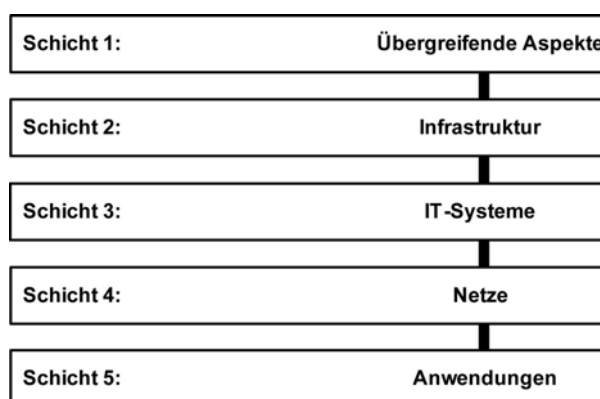 Schicht 1: Übergreifende Aspekte
Schicht 2: Infrastruktur
Schicht 3: IT-Systeme
Schicht 4: Netze
Schicht 5: Anwendungen